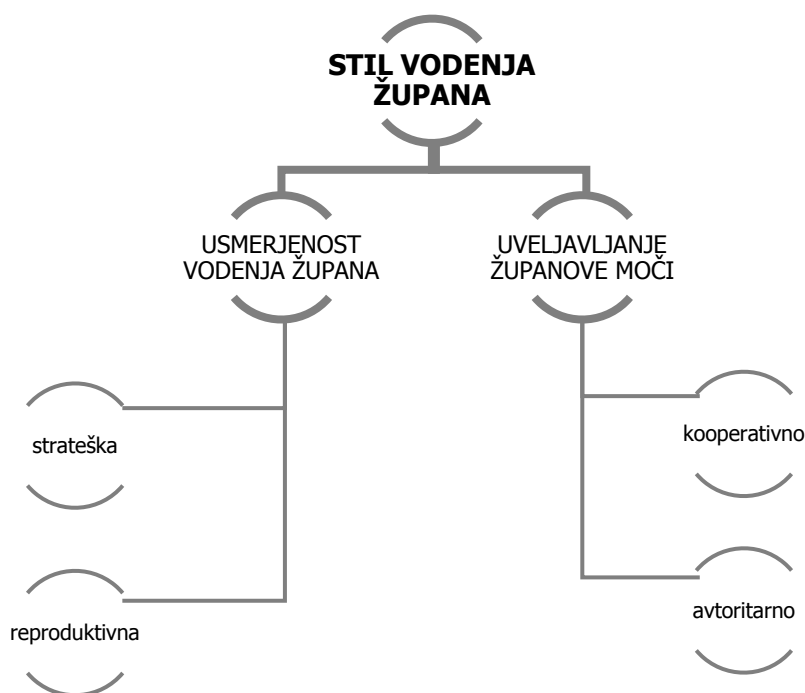 STIL VODENJA
ŽUPANA
USMERJENOST
VODENJA ŽUPANA
UVELJAVLJANJE
ŽUPANOVE MOČI
strateška
kooperativno
reproduktivna
avtoritarno